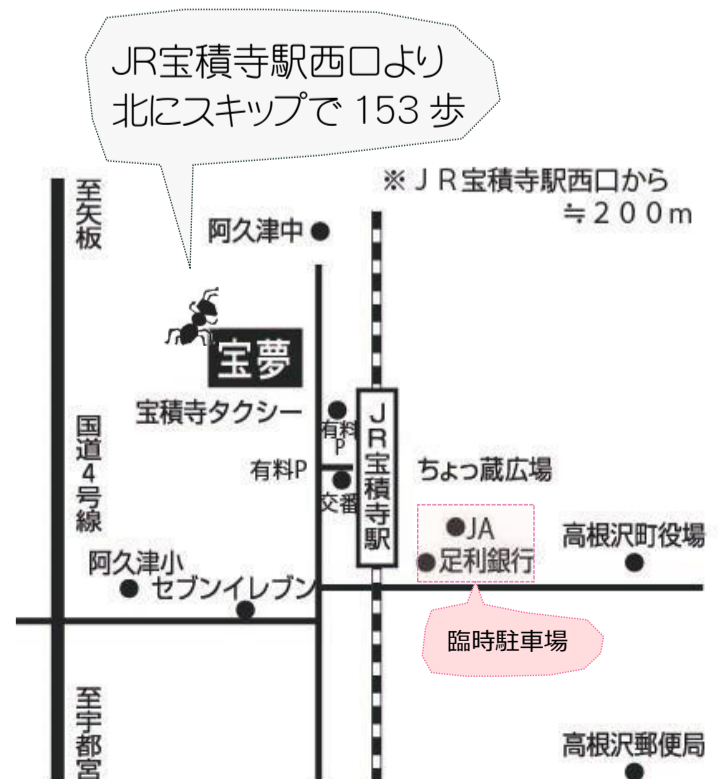 JR宝積寺駅西口より
北にスキップで 153 歩
※ＪＲ宝積寺駅西口から
≒２００ｍ
至矢板
阿久津中
宝夢
宝積寺タクシー
有料P
JR宝積寺駅
国道4号線
有料P
交番
ちょっ蔵広場
JA
足利銀行
高根沢町役場
阿久津小
セブンイレブン
臨時駐車場
至宇都宮
高根沢郵便局